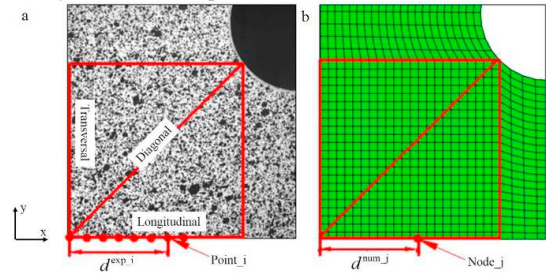 a
b
Transversal
Diagonal
Longitudinal
y
x
d^exp_i
Point_i
d^num_j
Node_j